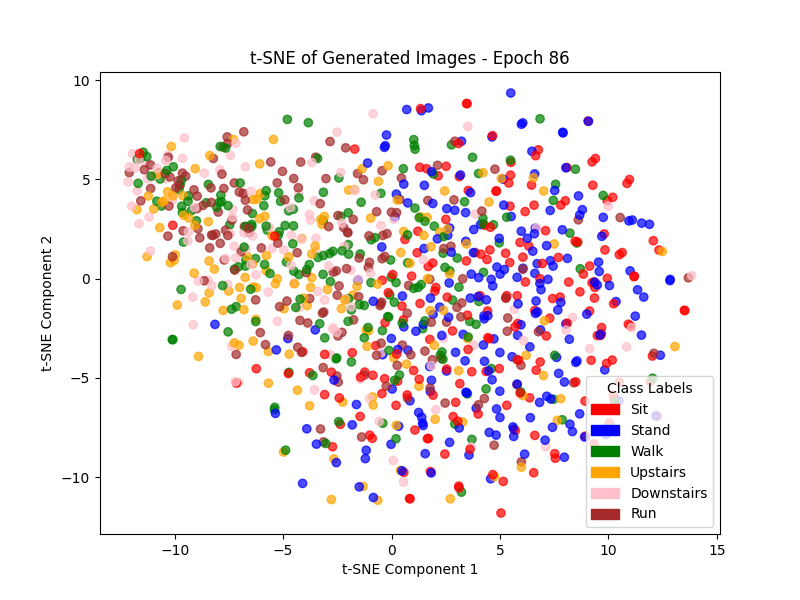 t-SNE of Generated Images - Epoch 86
10
5
0
−5
−10
t-SNE Component 2
Class Labels
Sit
Stand
Walk
Upstairs
Downstairs
Run
−10 −5 0 5 10 15
t-SNE Component 1